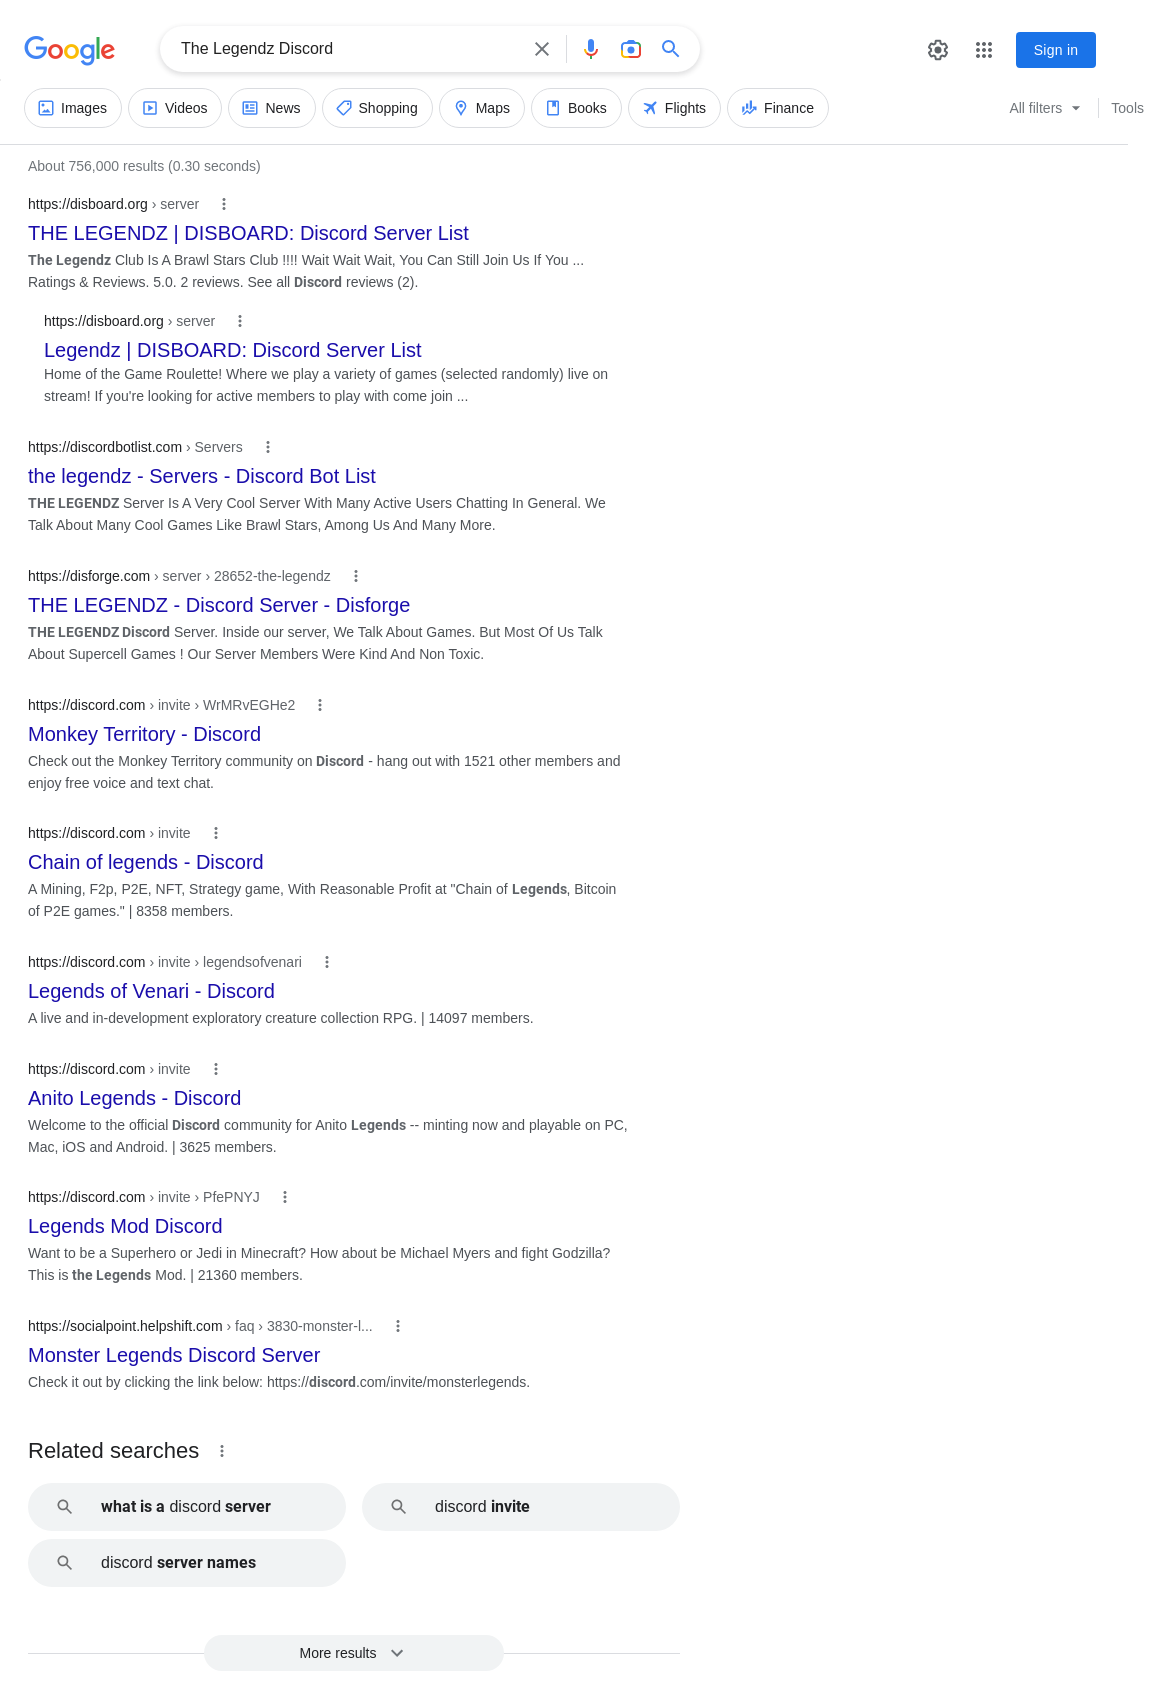 Google
The Legendz Discord
Sign in
Images Videos News Shopping Maps Books Flights Finance All filters Tools
About 756,000 results (0.30 seconds)
https://disboard.org › server
THE LEGENDZ | DISBOARD: Discord Server List
The Legendz Club Is A Brawl Stars Club !!!! Wait Wait Wait, You Can Still Join Us If You ...
Ratings & Reviews. 5.0. 2 reviews. See all Discord reviews (2).
https://disboard.org › server
Legendz | DISBOARD: Discord Server List
Home of the Game Roulette! Where we play a variety of games (selected randomly) live on
stream! If you're looking for active members to play with come join ...
https://discordbotlist.com › Servers
the legendz - Servers - Discord Bot List
THE LEGENDZ Server Is A Very Cool Server With Many Active Users Chatting In General. We
Talk About Many Cool Games Like Brawl Stars, Among Us And Many More.
https://disforge.com › server › 28652-the-legendz
THE LEGENDZ - Discord Server - Disforge
THE LEGENDZ Discord Server. Inside our server, We Talk About Games. But Most Of Us Talk
About Supercell Games ! Our Server Members Were Kind And Non Toxic.
https://discord.com › invite › WrMRvEGHe2
Monkey Territory - Discord
Check out the Monkey Territory community on Discord - hang out with 1521 other members and
enjoy free voice and text chat.
https://discord.com › invite
Chain of legends - Discord
A Mining, F2p, P2E, NFT, Strategy game, With Reasonable Profit at "Chain of Legends, Bitcoin
of P2E games." | 8358 members.
https://discord.com › invite › legendsofvenari
Legends of Venari - Discord
A live and in-development exploratory creature collection RPG. | 14097 members.
https://discord.com › invite
Anito Legends - Discord
Welcome to the official Discord community for Anito Legends -- minting now and playable on PC,
Mac, iOS and Android. | 3625 members.
https://discord.com › invite › PfePNYJ
Legends Mod Discord
Want to be a Superhero or Jedi in Minecraft? How about be Michael Myers and fight Godzilla?
This is the Legends Mod. | 21360 members.
https://socialpoint.helpshift.com › faq › 3830-monster-l...
Monster Legends Discord Server
Check it out by clicking the link below: https://discord.com/invite/monsterlegends.
Related searches
what is a discord server
discord invite
discord server names
More results